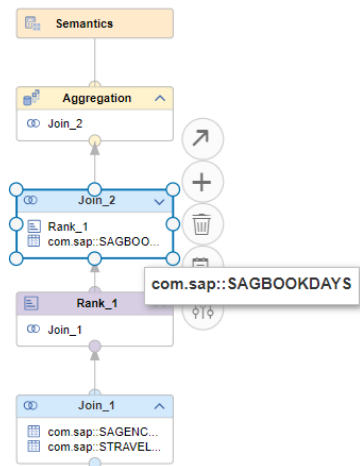 Semantics
Aggregation
Join_2
Join_2
Rank_1
com.sap::SAGBOO...
com.sap::SAGBOOKDAYS
Rank_1
Join_1
Join_1
com.sap::SAGENC...
com.sap::STRAVEL...